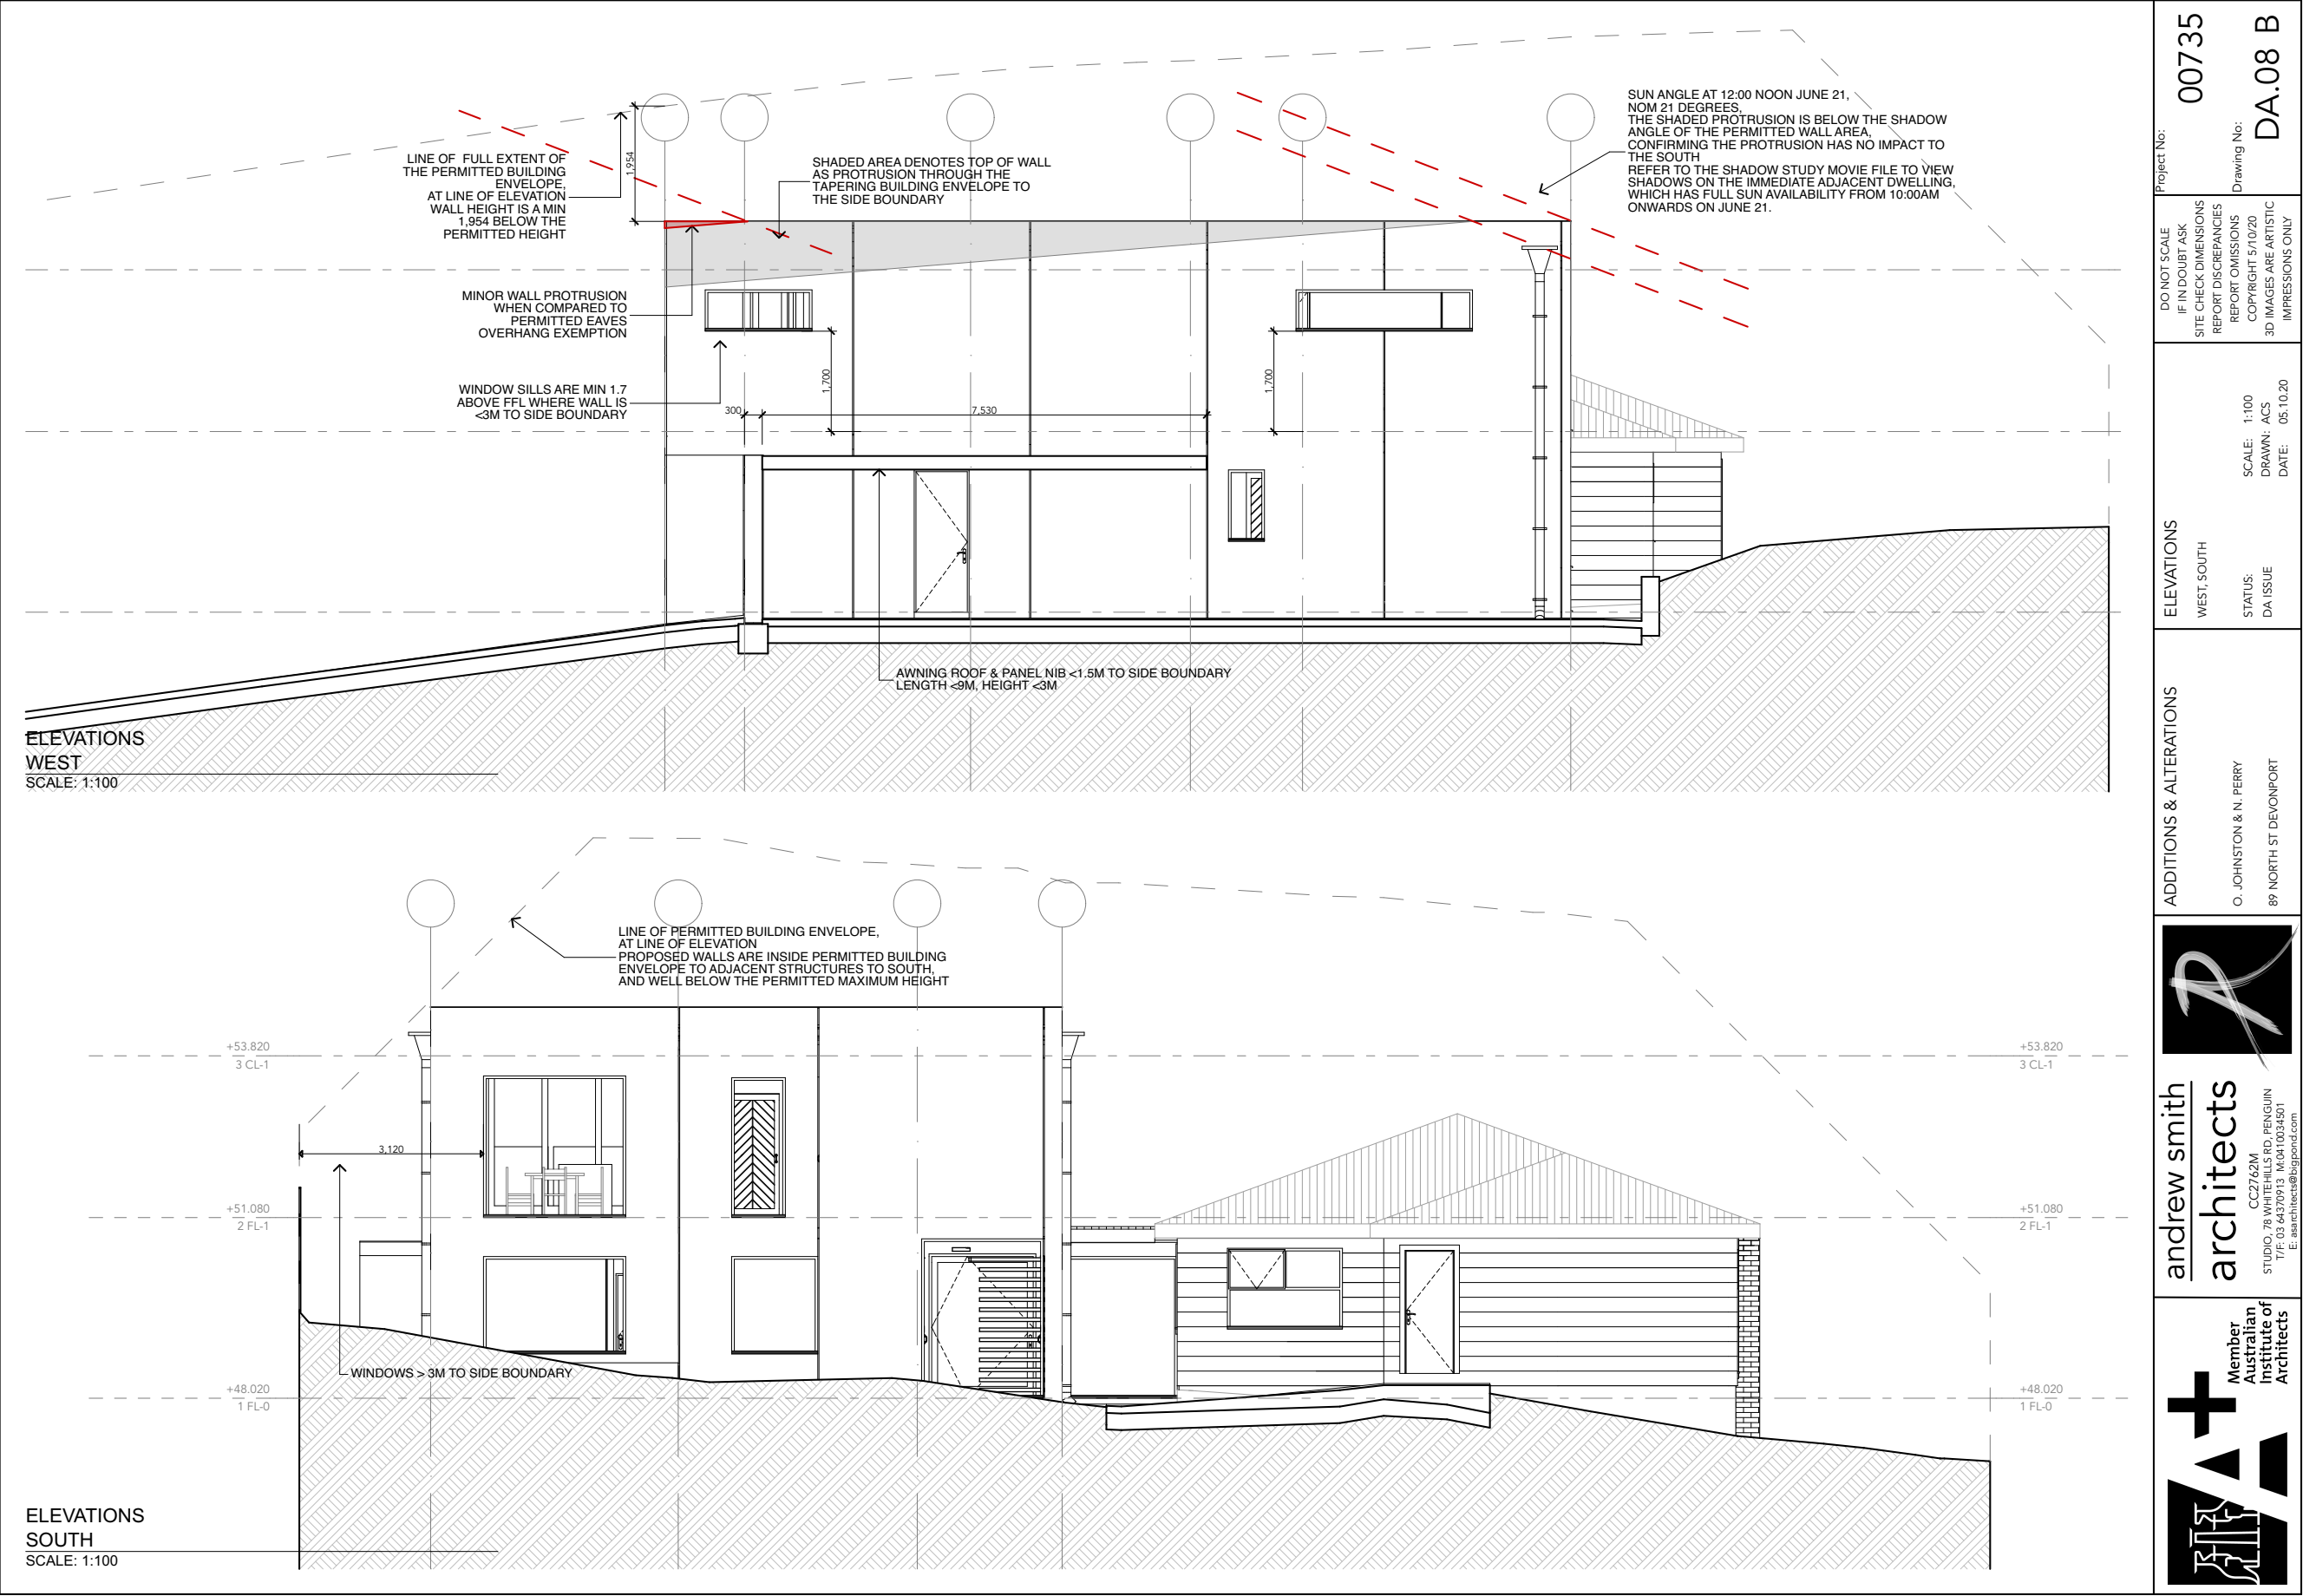 LINE OF FULL EXTENT OF
THE PERMITTED BUILDING
ENVELOPE,
AT LINE OF ELEVATION
WALL HEIGHT IS A MIN
1,954 BELOW THE
PERMITTED HEIGHT
1,954
SHADED AREA DENOTES TOP OF WALL
AS PROTRUSION THROUGH THE
TAPERING BUILDING ENVELOPE TO
THE SIDE BOUNDARY
SUN ANGLE AT 12:00 NOON JUNE 21,
NOM 21 DEGREES,
THE SHADED PROTRUSION IS BELOW THE SHADOW
ANGLE OF THE PERMITTED WALL AREA,
CONFIRMING THE PROTRUSION HAS NO IMPACT TO
THE SOUTH
REFER TO THE SHADOW STUDY MOVIE FILE TO VIEW
SHADOWS ON THE IMMEDIATE ADJACENT DWELLING,
WHICH HAS FULL SUN AVAILABILITY FROM 10:00AM
ONWARDS ON JUNE 21.
MINOR WALL PROTRUSION
WHEN COMPARED TO
PERMITTED EAVES
OVERHANG EXEMPTION
WINDOW SILLS ARE MIN 1.7
ABOVE FFL WHERE WALL IS
<3M TO SIDE BOUNDARY
1,700
1,700
300
7,530
AWNING ROOF & PANEL NIB <1.5M TO SIDE BOUNDARY
LENGTH <9M, HEIGHT <3M
ELEVATIONS
WEST
SCALE: 1:100
LINE OF PERMITTED BUILDING ENVELOPE,
AT LINE OF ELEVATION
PROPOSED WALLS ARE INSIDE PERMITTED BUILDING
ENVELOPE TO ADJACENT STRUCTURES TO SOUTH,
AND WELL BELOW THE PERMITTED MAXIMUM HEIGHT
+53.820
3 CL-1
+53.820
3 CL-1
3,120
+51.080
2 FL-1
+51.080
2 FL-1
WINDOWS > 3M TO SIDE BOUNDARY
+48.020
1 FL-0
+48.020
1 FL-0
ELEVATIONS
SOUTH
SCALE: 1:100
Project No:
00735
Drawing No:
DA.08 B
DO NOT SCALE
IF IN DOUBT ASK
SITE CHECK DIMENSIONS
REPORT DISCREPANCIES
REPORT OMISSIONS
COPYRIGHT 5/10/20
3D IMAGES ARE ARTISTIC
IMPRESSIONS ONLY
ELEVATIONS
WEST, SOUTH
STATUS:
DA ISSUE
SCALE: 1:100
DRAWN: ACS
DATE: 05.10.20
ADDITIONS & ALTERATIONS
O. JOHNSTON & N. PERRY
89 NORTH ST DEVONPORT
andrew smith
architects
CC2762M
STUDIO, 78 WHITEHILLS RD, PENGUIN
T/F: 03 64370913 M:0410034501
E: asarchitects@bigpond.com
A+
Member
Australian
Institute of
Architects